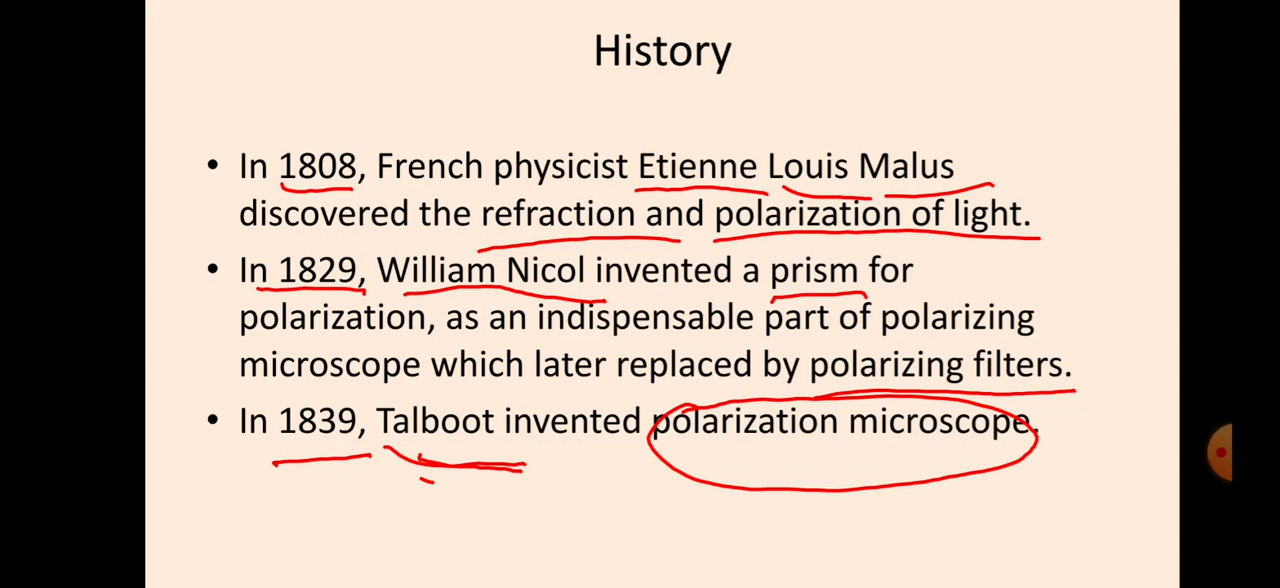 History
• In 1808, French physicist Etienne Louis Malus
discovered the refraction and polarization of light.
• In 1829, William Nicol invented a prism for
polarization, as an indispensable part of polarizing
microscope which later replaced by polarizing filters.
• In 1839, Talboot invented polarization microscope.